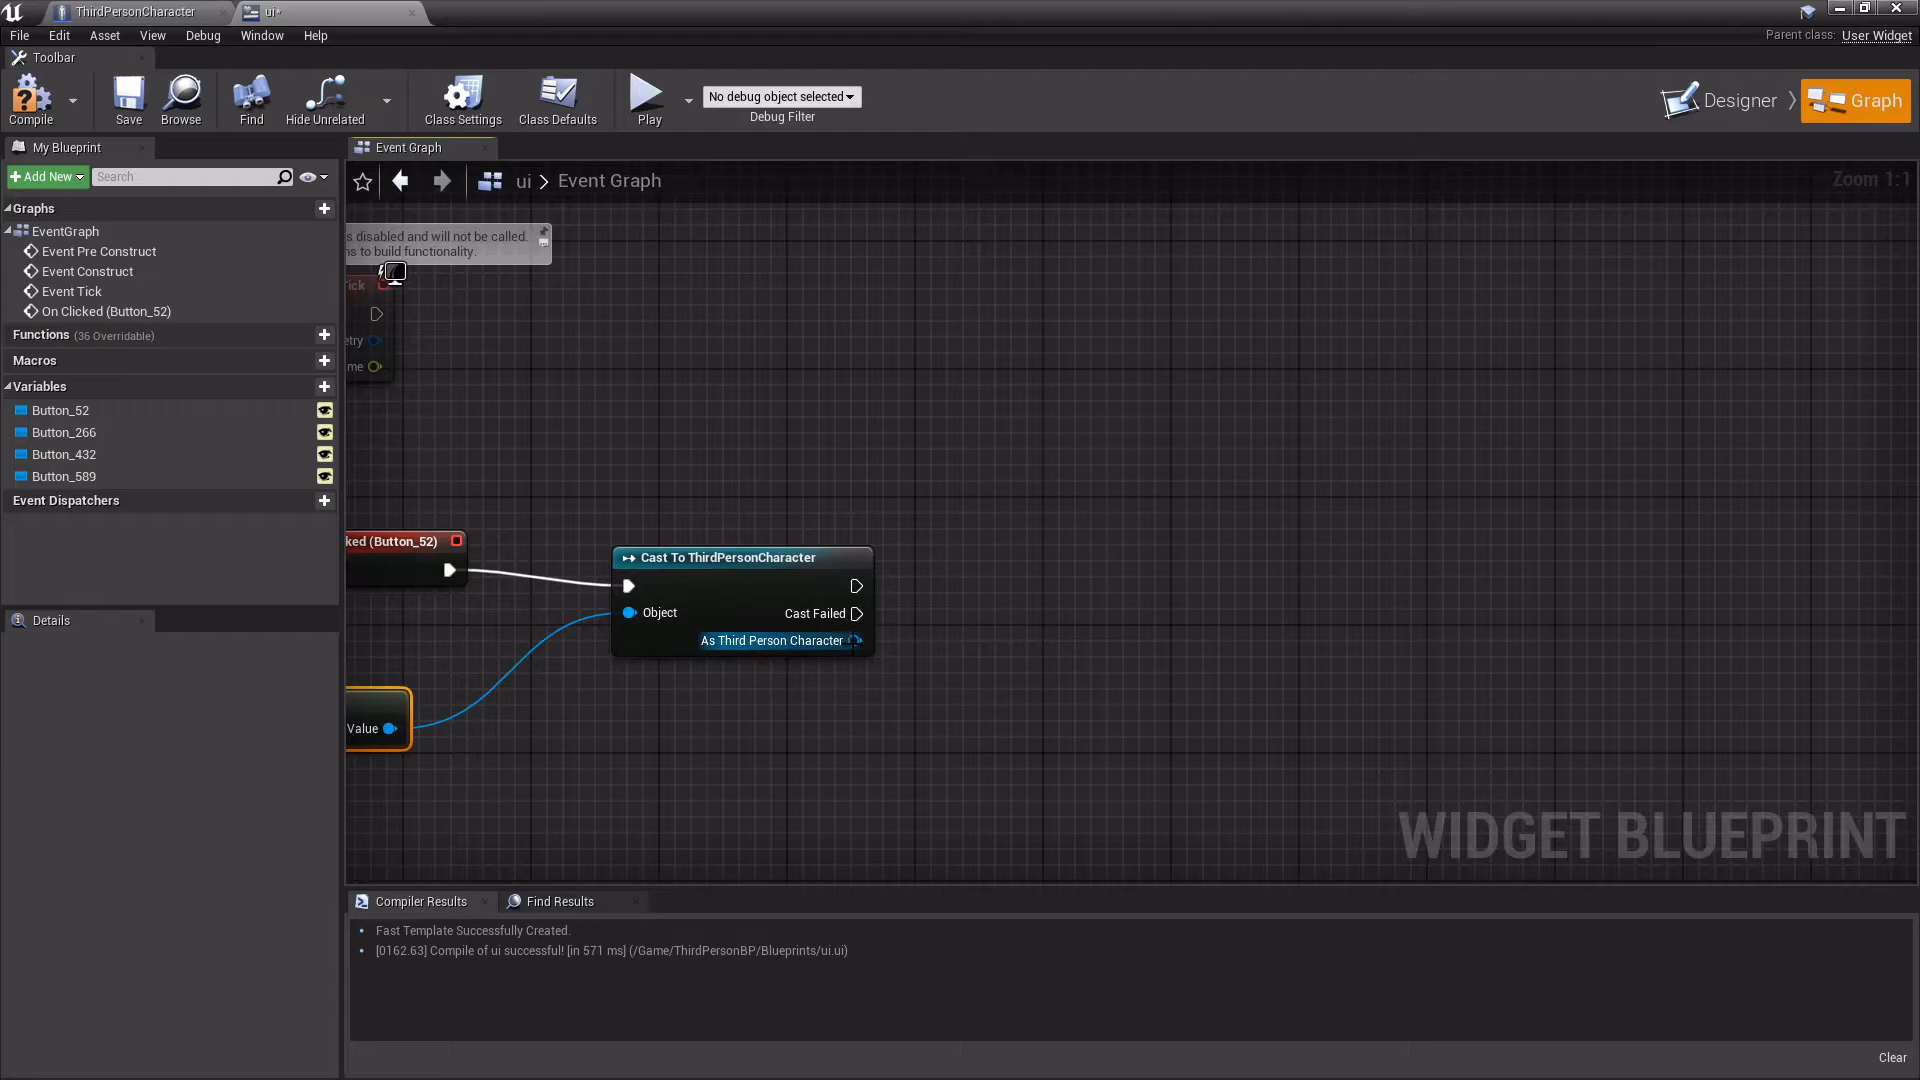 ThirdPersonCharacter
ui*
File Edit Asset View Debug Window Help
Parent class: User Widget
Toolbar
Compile
Save
Browse
Find
Hide Unrelated
Class Settings
Class Defaults
Play
No debug object selected
Debug Filter
Designer
Graph
My Blueprint
Add New
Search
Graphs
EventGraph
Event Pre Construct
Event Construct
Event Tick
On Clicked (Button_52)
Functions (36 Overridable)
Macros
Variables
Button_52
Button_266
Button_432
Button_589
Event Dispatchers
Details
Event Graph
ui > Event Graph
Zoom 1:1
s disabled and will not be called.
ns to build functionality.
ick
etry
me
ked (Button_52)
Cast To ThirdPersonCharacter
Object
Cast Failed
As Third Person Character
Value
WIDGET BLUEPRINT
Compiler Results
Find Results
Fast Template Successfully Created.
[0162.63] Compile of ui successful! [in 571 ms] (/Game/ThirdPersonBP/Blueprints/ui.ui)
Clear